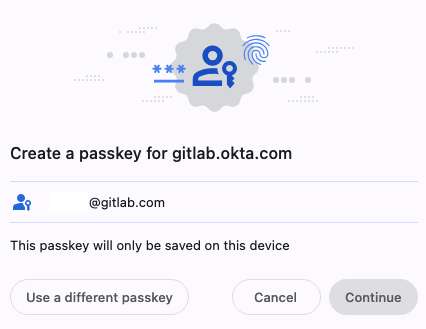 ***
Create a passkey for gitlab.okta.com
@gitlab.com
This passkey will only be saved on this device
Use a different passkey
Cancel
Continue